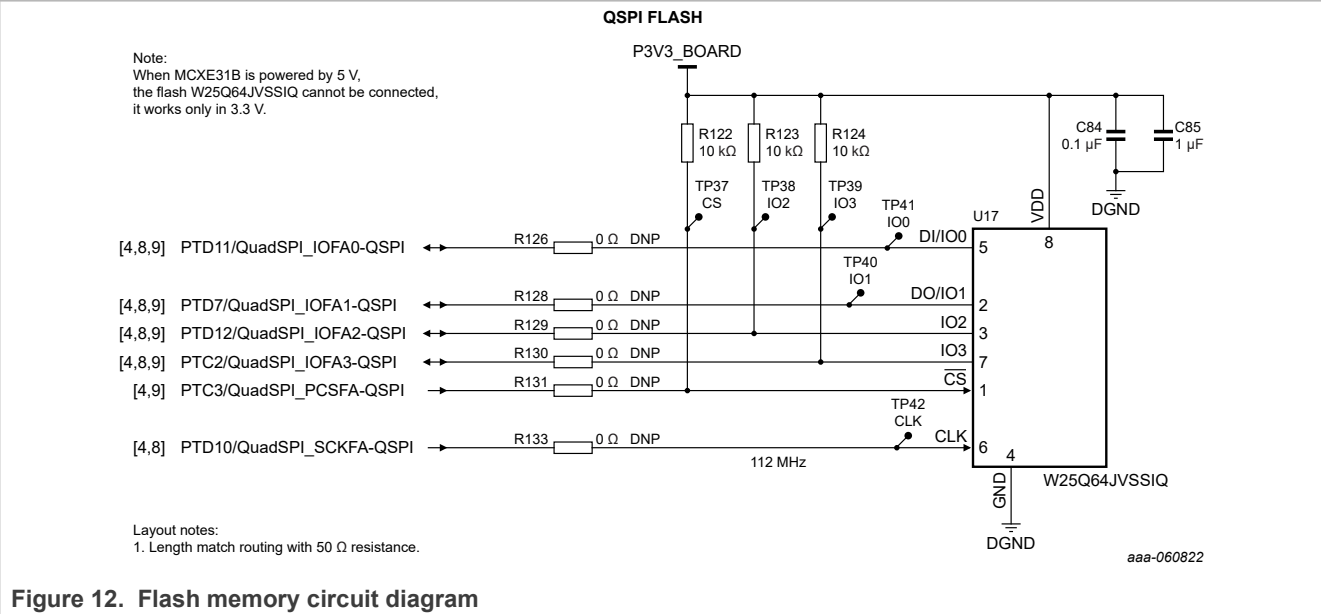 QSPI FLASH
Note:
When MCXE31B is powered by 5 V,
the flash W25Q64JVSSIQ cannot be connected,
it works only in 3.3 V.
P3V3_BOARD
R122
10 kΩ
R123
10 kΩ
R124
10 kΩ
C84
0.1 µF
C85
1 µF
DGND
TP37
CS
TP38
IO2
TP39
IO3
TP41
IO0
U17
VDD
8
[4,8,9] PTD11/QuadSPI_IOFA0-QSPI R126 0 Ω DNP DI/IO0 5
TP40
IO1
[4,8,9] PTD7/QuadSPI_IOFA1-QSPI R128 0 Ω DNP DO/IO1 2
[4,8,9] PTD12/QuadSPI_IOFA2-QSPI R129 0 Ω DNP IO2 3
[4,8,9] PTC2/QuadSPI_IOFA3-QSPI R130 0 Ω DNP IO3 7
[4,9] PTC3/QuadSPI_PCSFA-QSPI R131 0 Ω DNP CS 1
TP42
CLK
[4,8] PTD10/QuadSPI_SCKFA-QSPI R133 0 Ω DNP CLK 6
112 MHz
4
GND
W25Q64JVSSIQ
DGND
Layout notes:
1. Length match routing with 50 Ω resistance.
aaa-060822
Figure 12. Flash memory circuit diagram